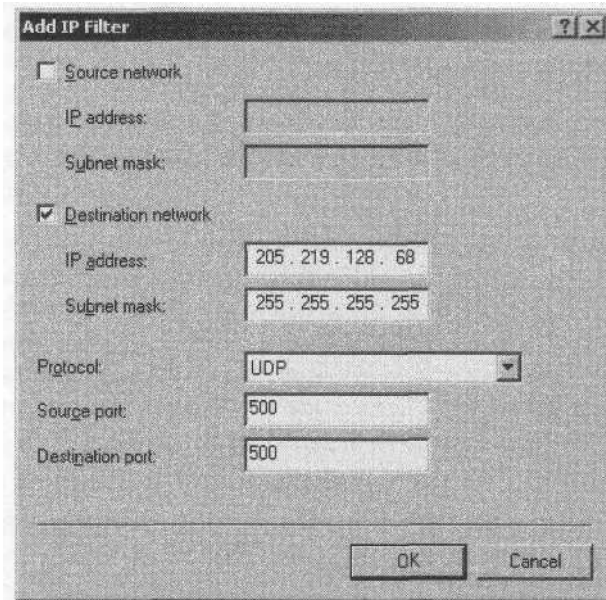 Add IP Filter
Source network
IP address:
Subnet mask:
Destination network
IP address: 205 . 219 . 128 . 68
Subnet mask: 255 . 255 . 255 . 255
Protocol: UDP
Source port: 500
Destination port: 500
OK Cancel